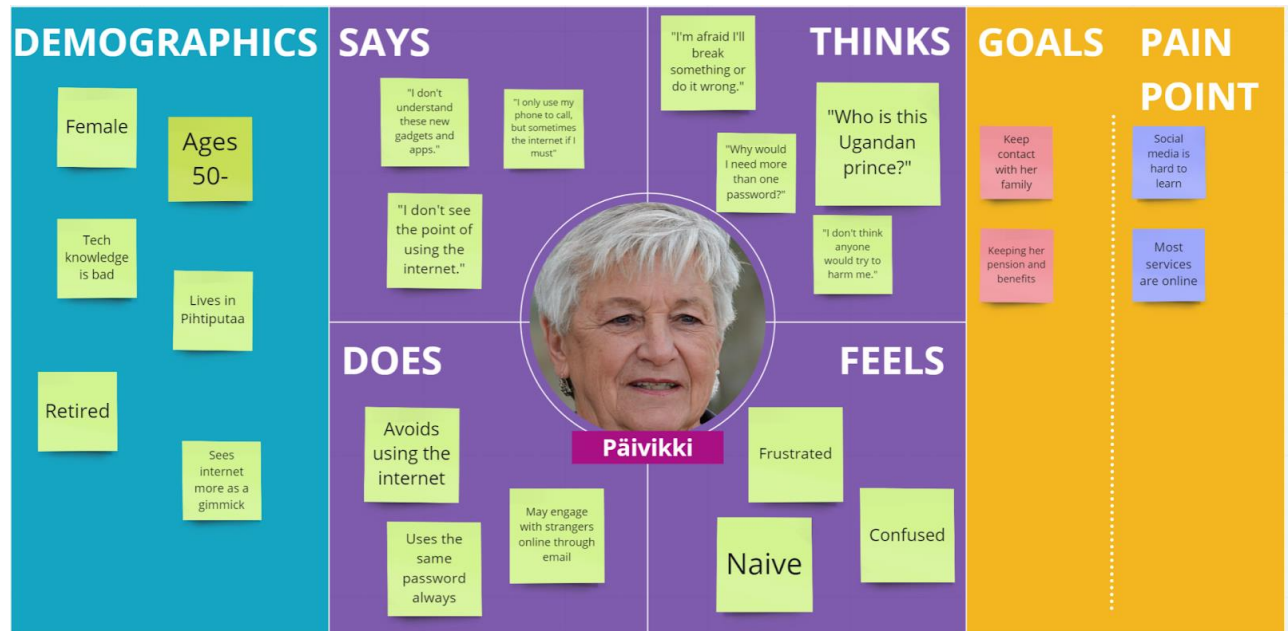 DEMOGRAPHICS
Female
Ages
50-
Tech
knowledge
is bad
Lives in
Pihtiputaa
Retired
Sees
internet
more as a
gimmick
SAYS
"I don't
understand
these new
gadgets and
apps."
"I only use my
phone to call,
but sometimes
the internet if I
must"
"I don't see
the point of
using the
internet."
THINKS
"I'm afraid I'll
break
something or
do it wrong."
"Who is this
Ugandan
prince?"
"Why would
I need more
than one
password?"
"I don't think
anyone
would try to
harm me."
Päivikki
DOES
Avoids
using the
internet
May engage
with strangers
online through
email
Uses the
same
password
always
FEELS
Frustrated
Confused
Naive
GOALS
Keep
contact
with her
family
Keeping her
pension and
benefits
PAIN
POINT
Social
media is
hard to
learn
Most
services
are online